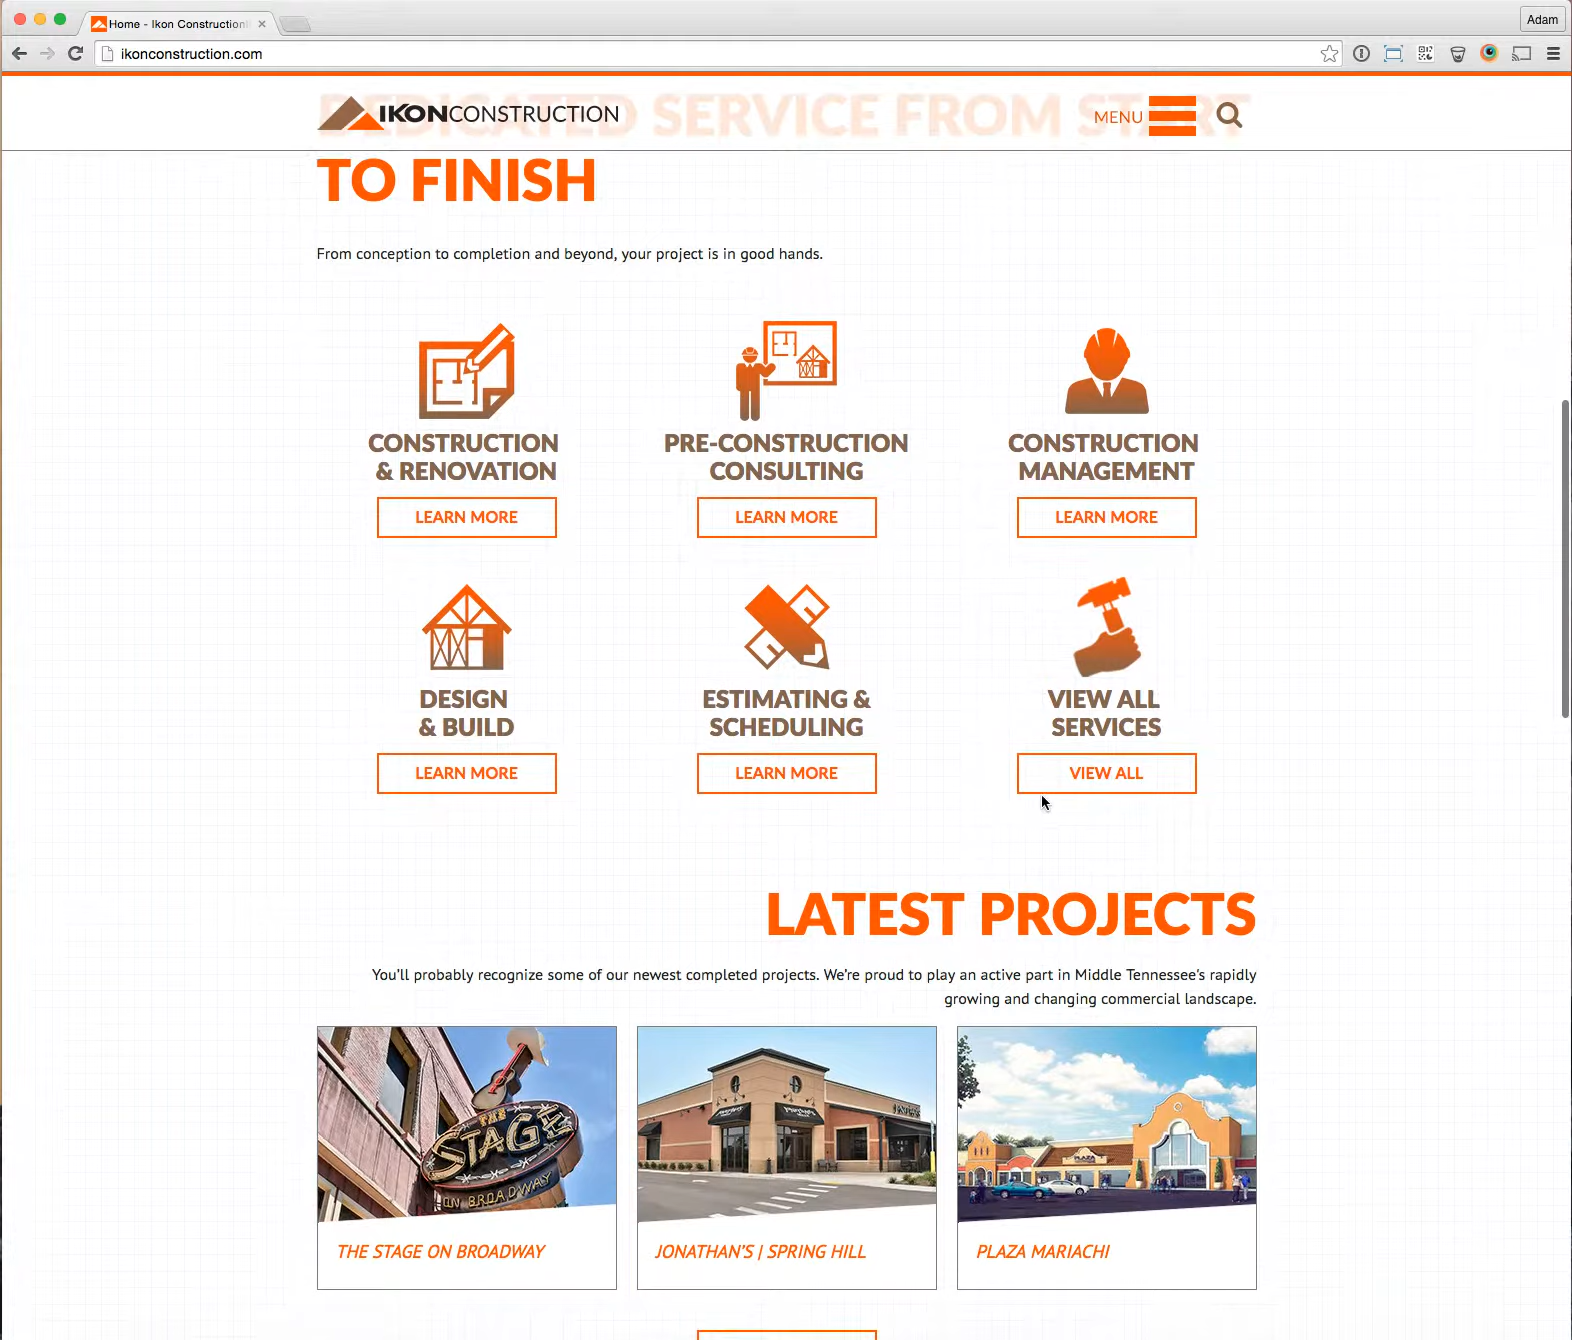 Home - Ikon Construction
Adam
ikonconstruction.com
DEDICATED SERVICE FROM START
IKONCONSTRUCTION
MENU
TO FINISH
From conception to completion and beyond, your project is in good hands.
CONSTRUCTION
& RENOVATION
LEARN MORE
PRE-CONSTRUCTION
CONSULTING
LEARN MORE
CONSTRUCTION
MANAGEMENT
LEARN MORE
DESIGN
& BUILD
LEARN MORE
ESTIMATING &
SCHEDULING
LEARN MORE
VIEW ALL
SERVICES
VIEW ALL
LATEST PROJECTS
You'll probably recognize some of our newest completed projects. We're proud to play an active part in Middle Tennessee's rapidly
growing and changing commercial landscape.
THE
STAGE
ON BROADWAY
PLAZA
THE STAGE ON BROADWAY
JONATHAN'S | SPRING HILL
PLAZA MARIACHI